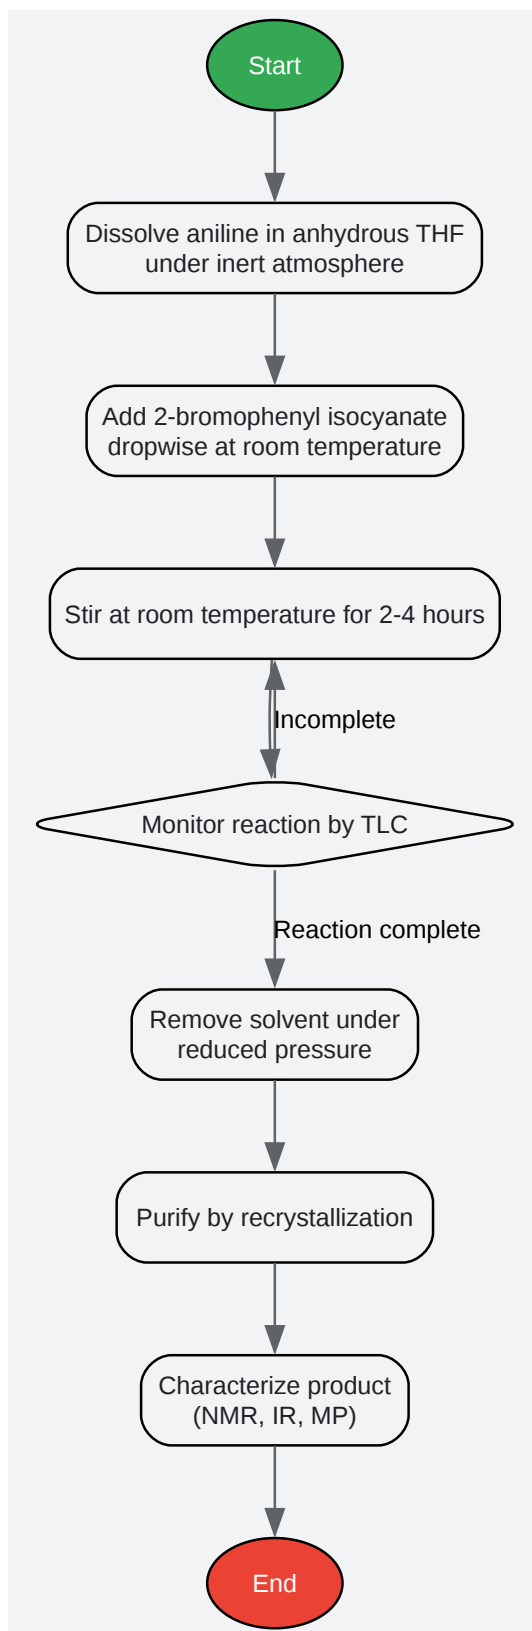 Start
Dissolve aniline in anhydrous THF
under inert atmosphere
Add 2-bromophenyl isocyanate
dropwise at room temperature
Stir at room temperature for 2-4 hours
Incomplete
Monitor reaction by TLC
Reaction complete
Remove solvent under
reduced pressure
Purify by recrystallization
Characterize product
(NMR, IR, MP)
End